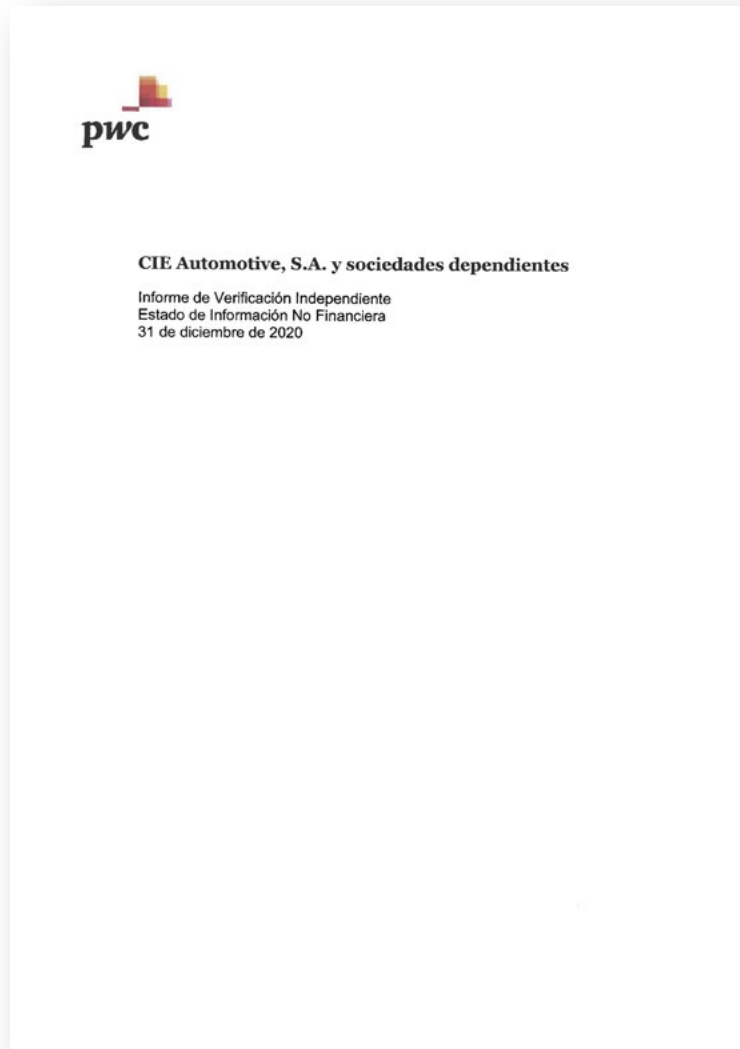 pwc
CIE Automotive, S.A. y sociedades dependientes
Informe de Verificación Independiente
Estado de Información No Financiera
31 de diciembre de 2020